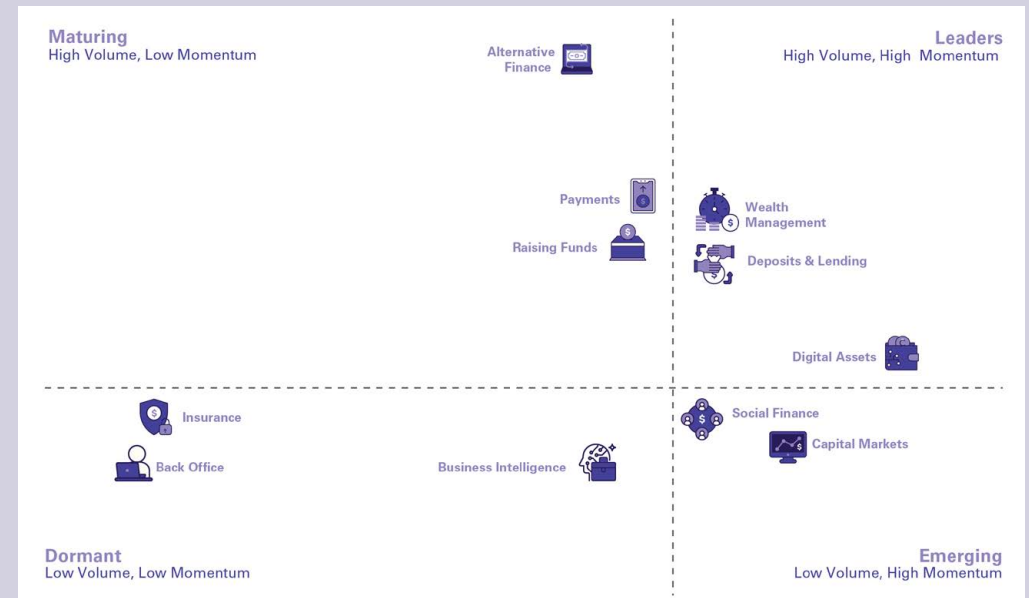 Maturing
High Volume, Low Momentum
Leaders
High Volume, High Momentum
Alternative
Finance
Payments
Raising Funds
Wealth
Management
Deposits & Lending
Digital Assets
Insurance
Back Office
Business Intelligence
Social Finance
Capital Markets
Dormant
Low Volume, Low Momentum
Emerging
Low Volume, High Momentum